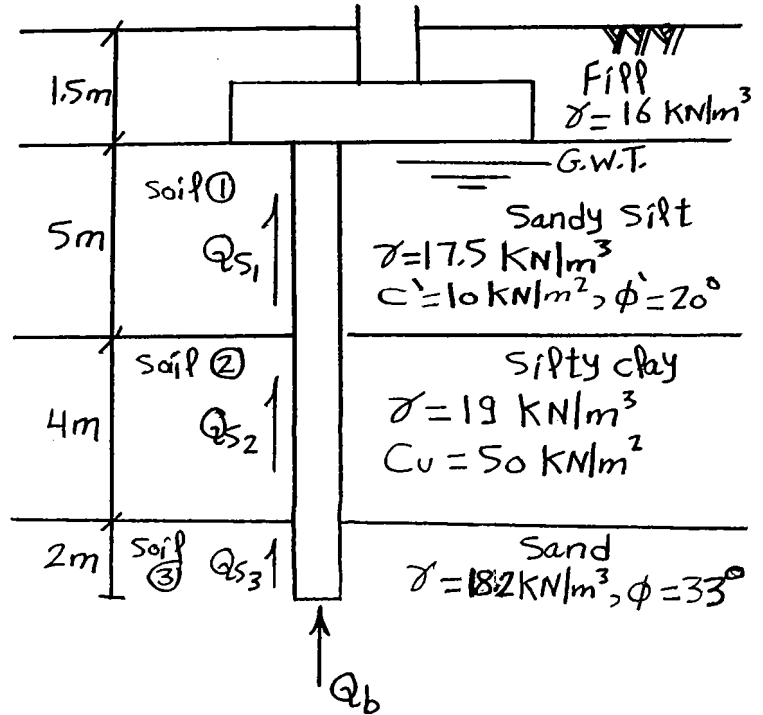 1.5m
Fill
γ=16 KN/m³
G.W.T.
soil ①
5m
Qs₁
Sandy Silt
γ=17.5 KN/m³
C`=10 KN/m², ϕ`=20°
soil ②
4m
Qs₂
Silty clay
γ=19 KN/m³
Cu=50 KN/m²
2m
Soil
③
Qs₃
Sand
γ=18.2KN/m³, ϕ=33°
Qb